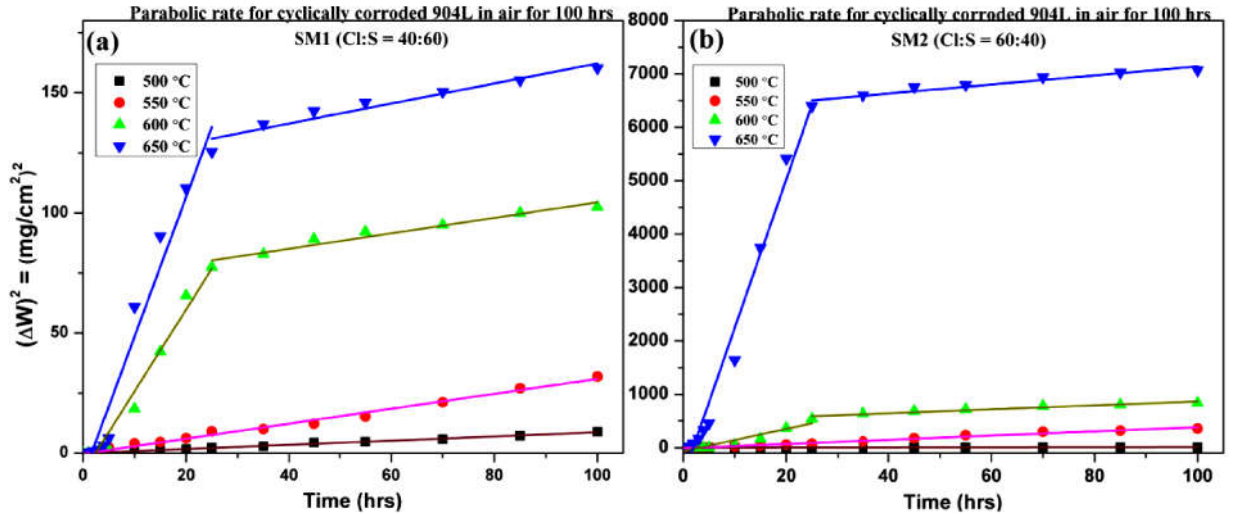 Parabolic rate for cyclically corroded 904L in air for 100 hrs
(a)
SM1 (Cl:S = 40:60)
500 °C
550 °C
600 °C
650 °C
150
100
50
0
0 20 40 60 80 100
Time (hrs)
(ΔW)² = (mg/cm²)²
Parabolic rate for cyclically corroded 904L in air for 100 hrs
(b)
SM2 (Cl:S = 60:40)
500 °C
550 °C
600 °C
650 °C
8000
7000
6000
5000
4000
3000
2000
1000
0
0 20 40 60 80 100
Time (hrs)